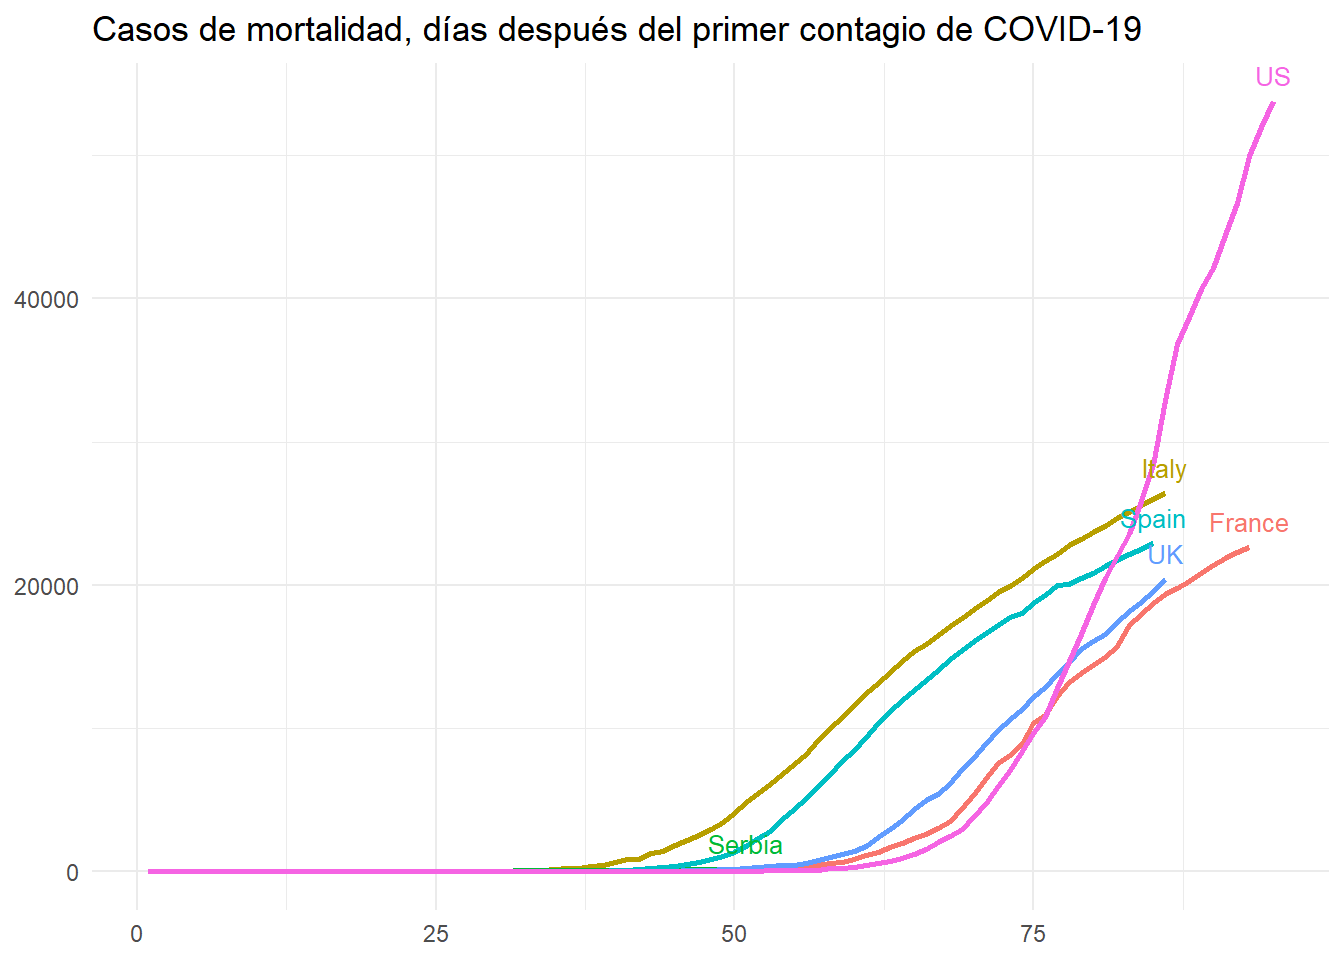 Casos de mortalidad, días después del primer contagio de COVID-19
US
40000
Italy
Spain
France
UK
20000
Serbia
0
0
25
50
75